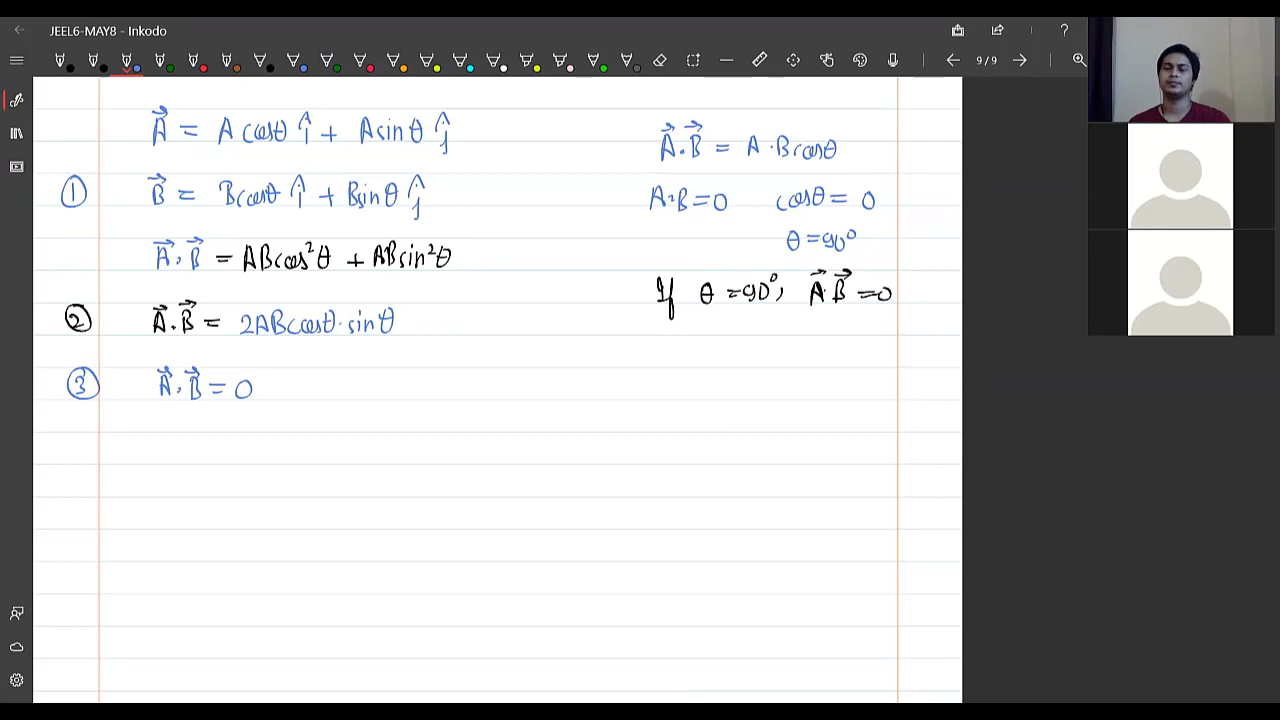 JEEL6-MAY8 - Inkodo
9/9
A⃗ = A cosθ î + A sinθ ĵ
① B⃗ = B cosθ î + B sinθ ĵ
A⃗ . B⃗ = AB cos²θ + AB sin²θ
② A⃗ . B⃗ = 2AB cosθ · sinθ
③ A⃗ . B⃗ = 0
A⃗ . B⃗ = A · B cosθ
A·B = 0 cosθ = 0
θ = 90°
If θ = 90°, A⃗ . B⃗ = 0